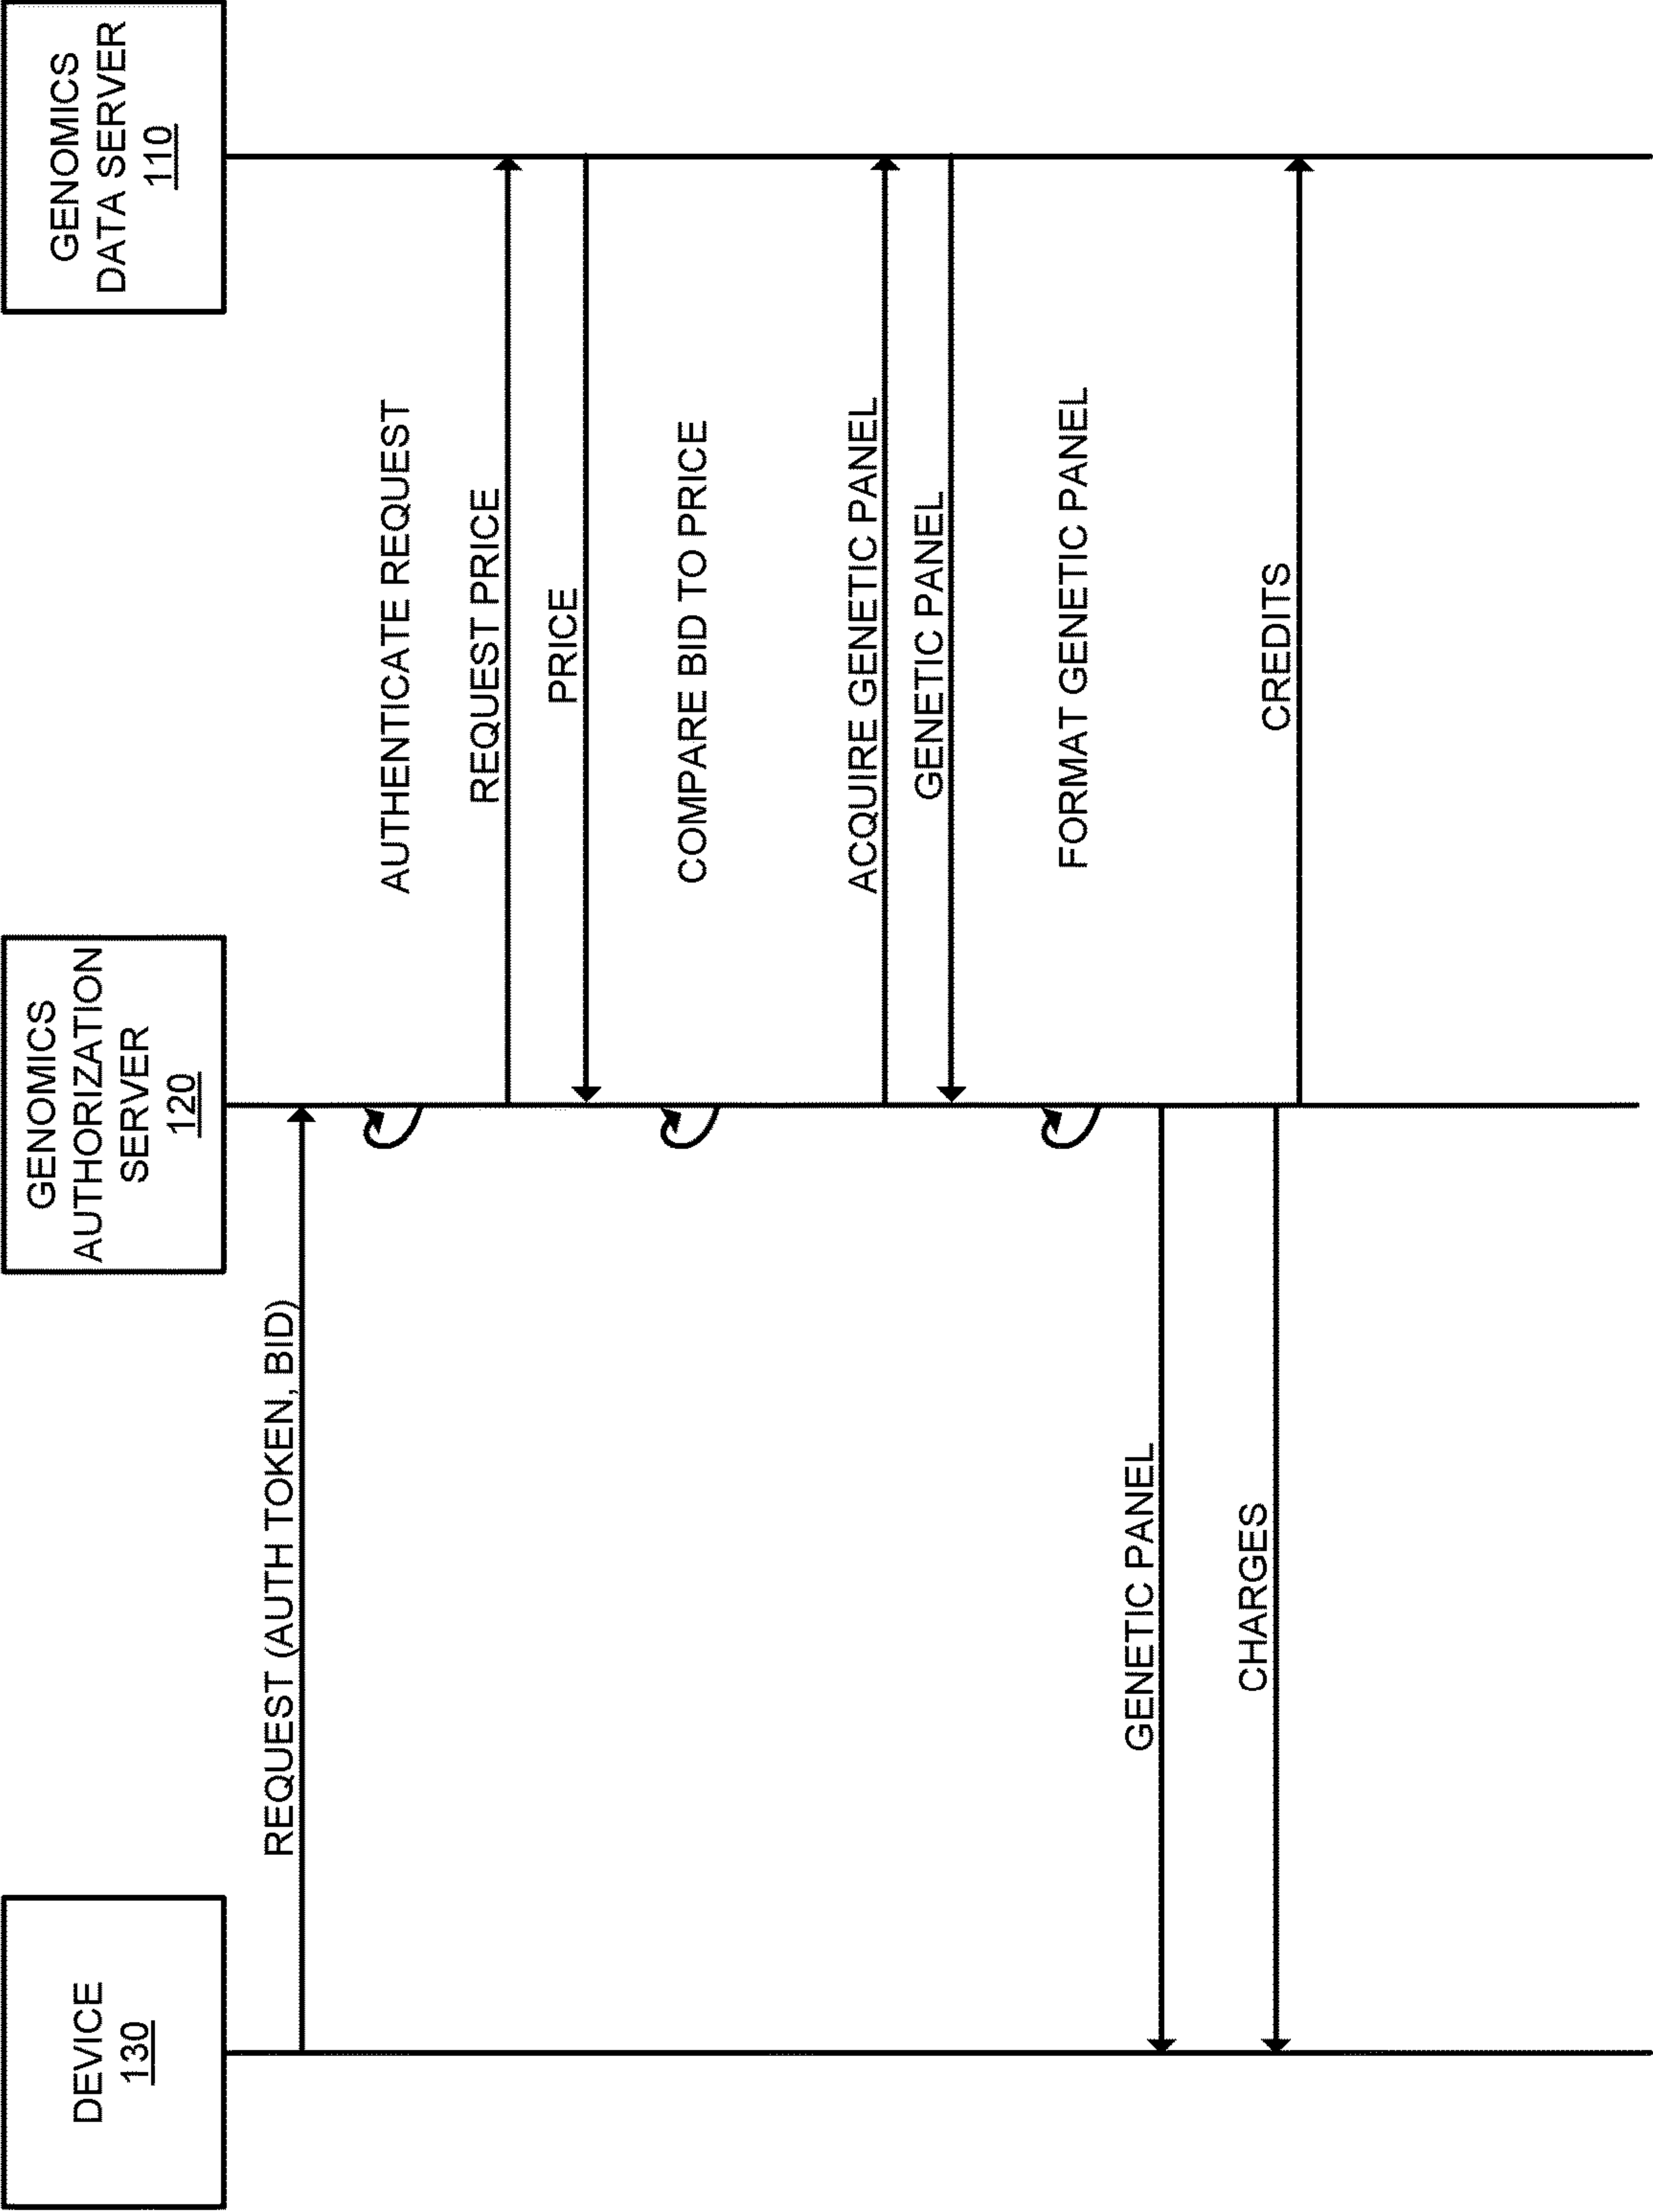 DEVICE
130
GENOMICS
AUTHORIZATION
SERVER
120
GENOMICS
DATA SERVER
110
REQUEST (AUTH TOKEN, BID)
AUTHENTICATE REQUEST
REQUEST PRICE
PRICE
COMPARE BID TO PRICE
ACQUIRE GENETIC PANEL
GENETIC PANEL
FORMAT GENETIC PANEL
GENETIC PANEL
CHARGES
CREDITS